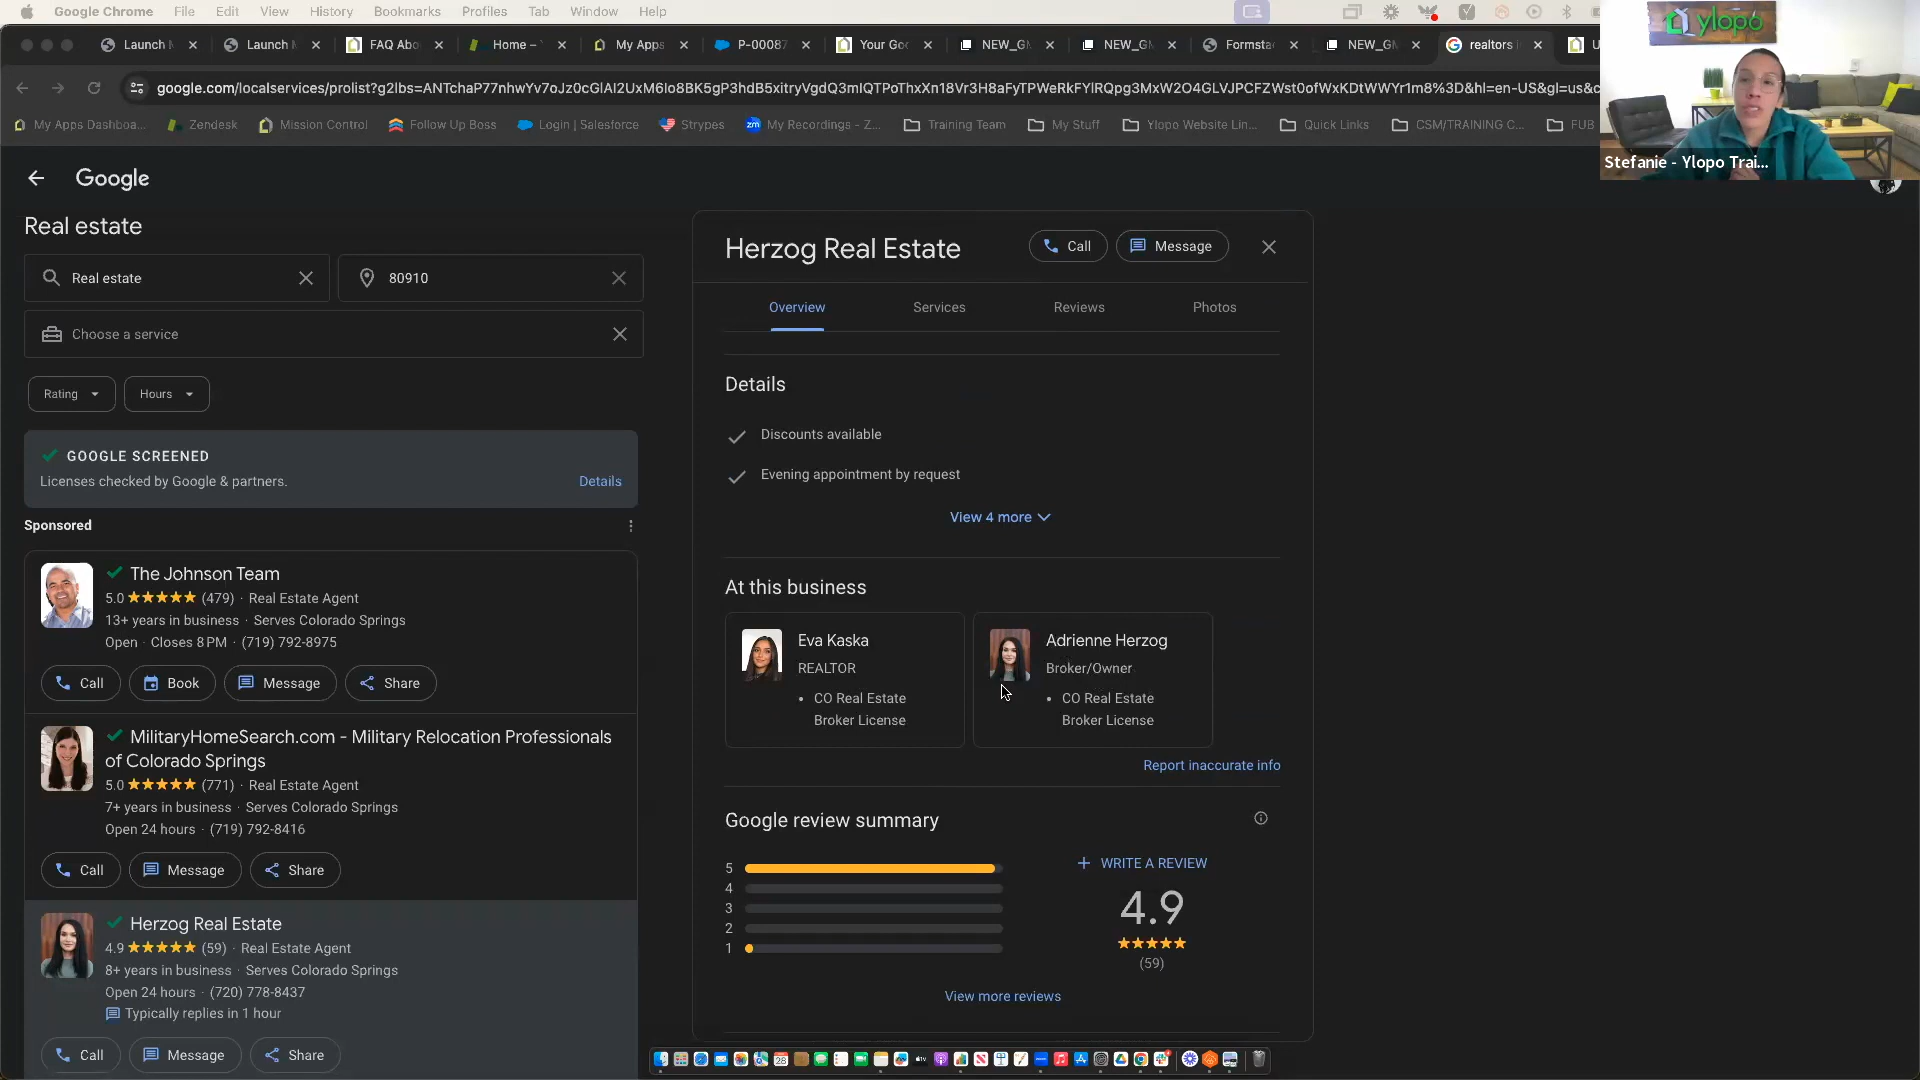 Google Chrome File Edit View History Bookmarks Profiles Tab Window Help
Launch
Launch
FAQ Abo
Home –
My Apps
P-00087
Your Goo
NEW_GM
NEW_GM
Formsta
NEW_GM
realtors i
google.com/localservices/prolist?g2lbs=
My Apps Dashboa...
Zendesk
Mission Control
Follow Up Boss
Login | Salesforce
Strypes
My Recordings - Z...
Training Team
My Stuff
Ylopo Website Lin...
Quick Links
CSM/TRAINING C...
FUB
ylopo
Stefanie - Ylopo Trai...
Google
Real estate
Real estate
80910
Choose a service
Rating
Hours
GOOGLE SCREENED
Licenses checked by Google & partners.
Details
Sponsored
The Johnson Team
5.0 ★★★★★ (479) · Real Estate Agent
13+ years in business · Serves Colorado Springs
Open · Closes 8 PM · (719) 792-8975
Call
Book
Message
Share
MilitaryHomeSearch.com - Military Relocation Professionals
of Colorado Springs
5.0 ★★★★★ (771) · Real Estate Agent
7+ years in business · Serves Colorado Springs
Open 24 hours · (719) 792-8416
Call
Message
Share
Herzog Real Estate
4.9 ★★★★★ (59) · Real Estate Agent
8+ years in business · Serves Colorado Springs
Open 24 hours · (720) 778-8437
Typically replies in 1 hour
Call
Message
Share
Herzog Real Estate
Call
Message
Overview
Services
Reviews
Photos
Details
Discounts available
Evening appointment by request
View 4 more
At this business
Eva Kaska
REALTOR
• CO Real Estate
Broker License
Adrienne Herzog
Broker/Owner
• CO Real Estate
Broker License
Report inaccurate info
Google review summary
5
4
3
2
1
+ WRITE A REVIEW
4.9
★★★★★
(59)
View more reviews